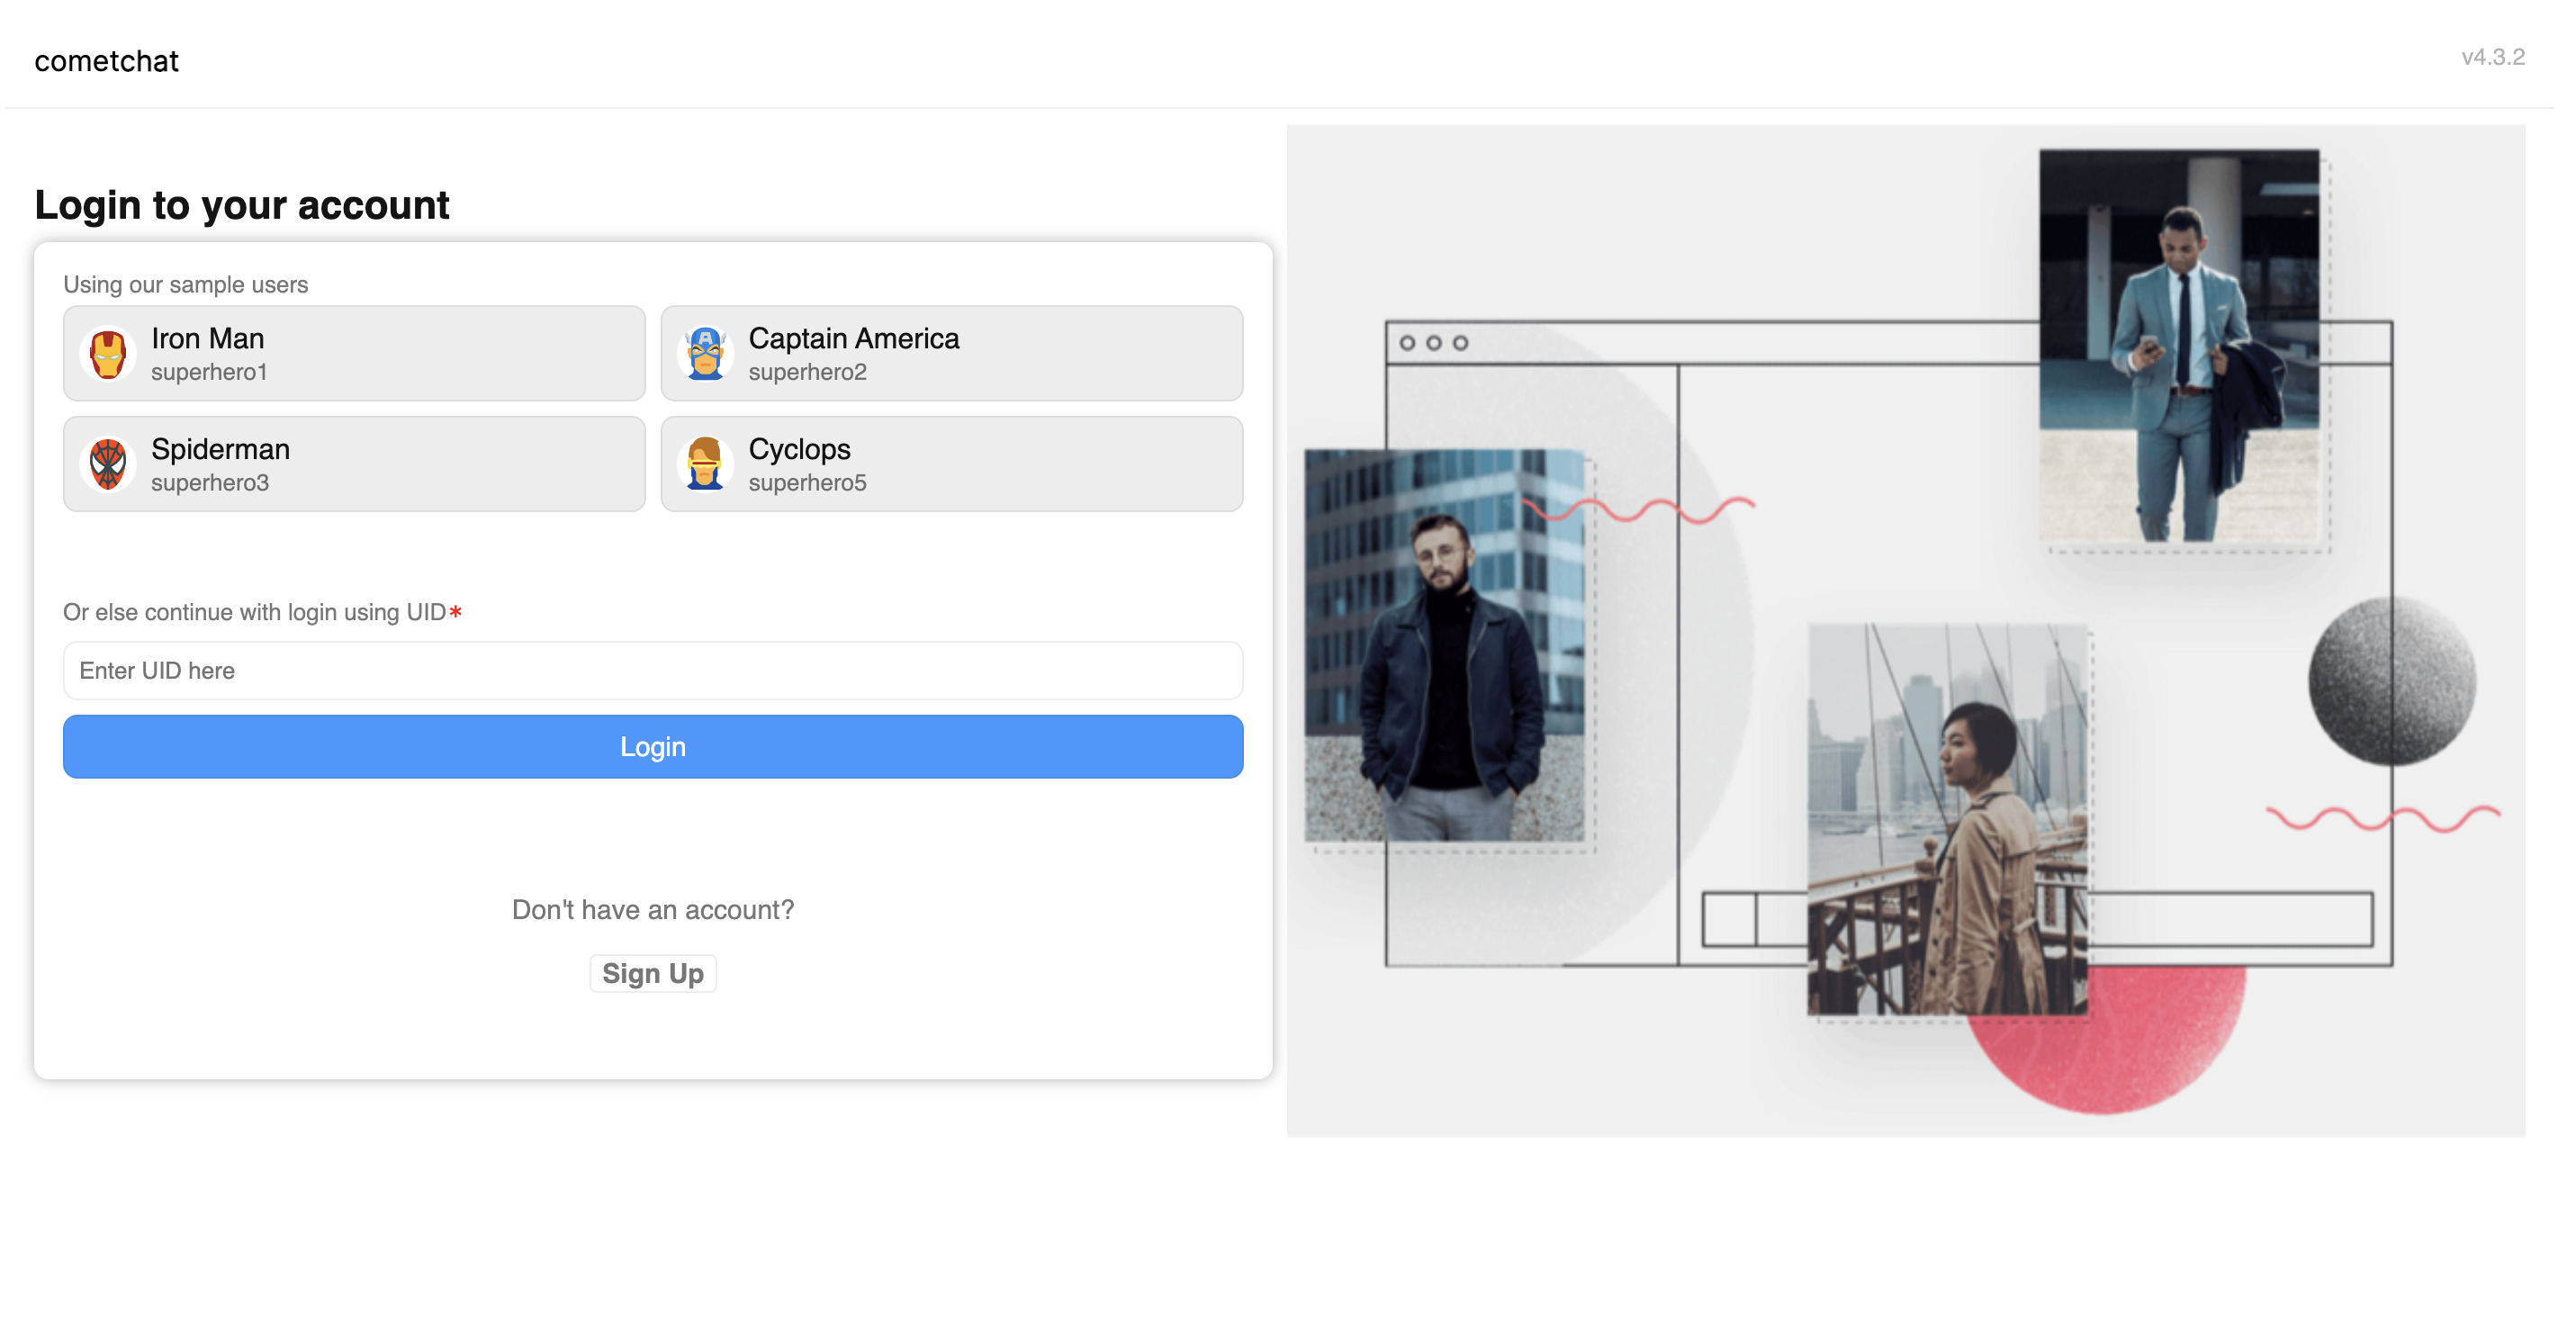 cometchat
v4.3.2
Login to your account
Using our sample users
Iron Man
superhero1
Captain America
superhero2
Spiderman
superhero3
Cyclops
superhero5
Or else continue with login using UID*
Enter UID here
Login
Don't have an account?
Sign Up